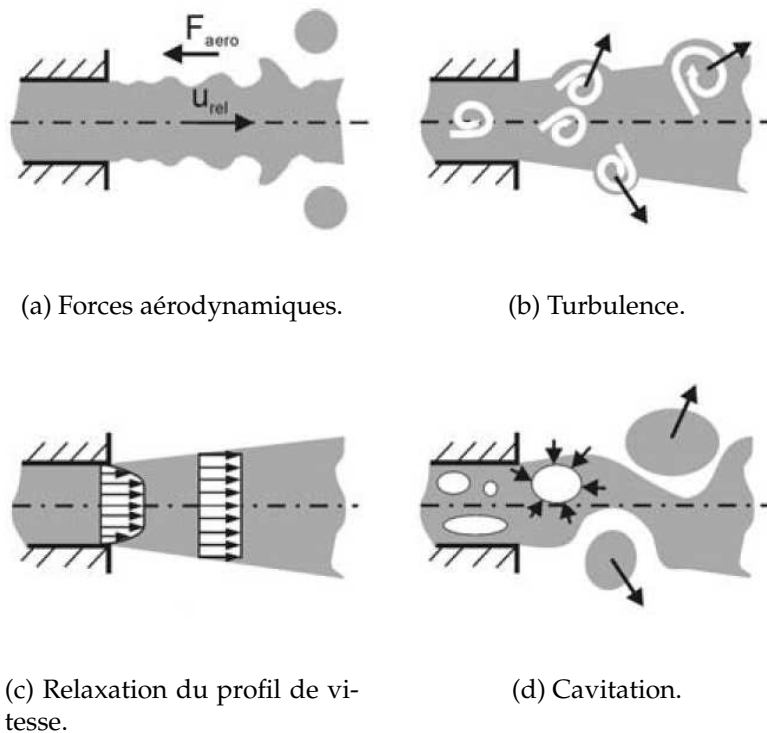 F_aero
u_rel
(a) Forces aérodynamiques.
(b) Turbulence.
(c) Relaxation du profil de vi-
tesse.
(d) Cavitation.